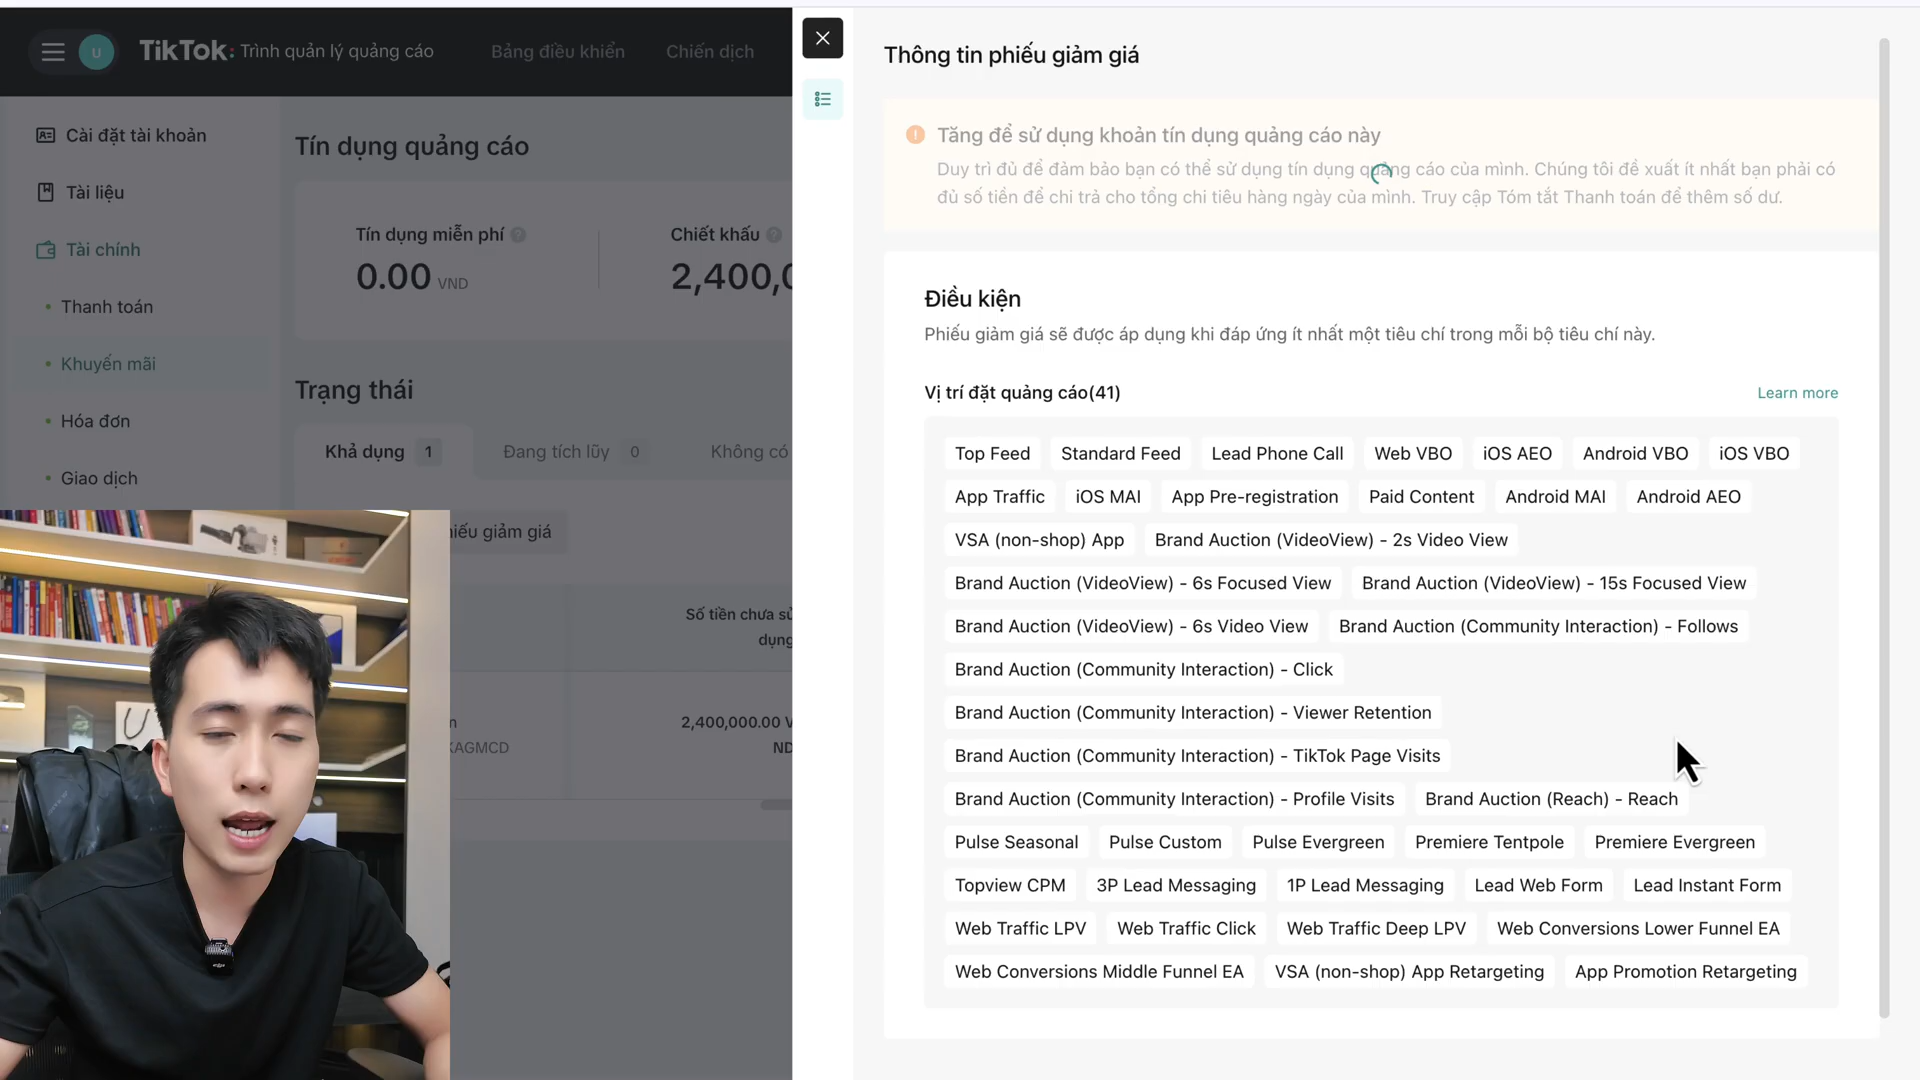 U TikTok: Trình quản lý quảng cáo Bảng điều khiển Chiến dịch
Cài đặt tài khoản
Tài liệu
Tài chính
Thanh toán
Khuyến mãi
Hóa đơn
Giao dịch
Tín dụng quảng cáo
Tín dụng miễn phí Chiết khấu
0.00 VND 2,400,0
Trạng thái
Khả dụng 1 Đang tích lũy 0 Không có
hiếu giảm giá
Số tiền chưa sử
dụng
n 2,400,000.00 V
KAGMCD ND
Thông tin phiếu giảm giá
Tăng để sử dụng khoản tín dụng quảng cáo này
Duy trì đủ để đảm bảo bạn có thể sử dụng tín dụng quảng cáo của mình. Chúng tôi đề xuất ít nhất bạn phải có
đủ số tiền để chi trả cho tổng chi tiêu hàng ngày của mình. Truy cập Tóm tắt Thanh toán để thêm số dư.
Điều kiện
Phiếu giảm giá sẽ được áp dụng khi đáp ứng ít nhất một tiêu chí trong mỗi bộ tiêu chí này.
Vị trí đặt quảng cáo(41) Learn more
Top Feed Standard Feed Lead Phone Call Web VBO iOS AEO Android VBO iOS VBO
App Traffic iOS MAI App Pre-registration Paid Content Android MAI Android AEO
VSA (non-shop) App Brand Auction (VideoView) - 2s Video View
Brand Auction (VideoView) - 6s Focused View Brand Auction (VideoView) - 15s Focused View
Brand Auction (VideoView) - 6s Video View Brand Auction (Community Interaction) - Follows
Brand Auction (Community Interaction) - Click
Brand Auction (Community Interaction) - Viewer Retention
Brand Auction (Community Interaction) - TikTok Page Visits
Brand Auction (Community Interaction) - Profile Visits Brand Auction (Reach) - Reach
Pulse Seasonal Pulse Custom Pulse Evergreen Premiere Tentpole Premiere Evergreen
Topview CPM 3P Lead Messaging 1P Lead Messaging Lead Web Form Lead Instant Form
Web Traffic LPV Web Traffic Click Web Traffic Deep LPV Web Conversions Lower Funnel EA
Web Conversions Middle Funnel EA VSA (non-shop) App Retargeting App Promotion Retargeting